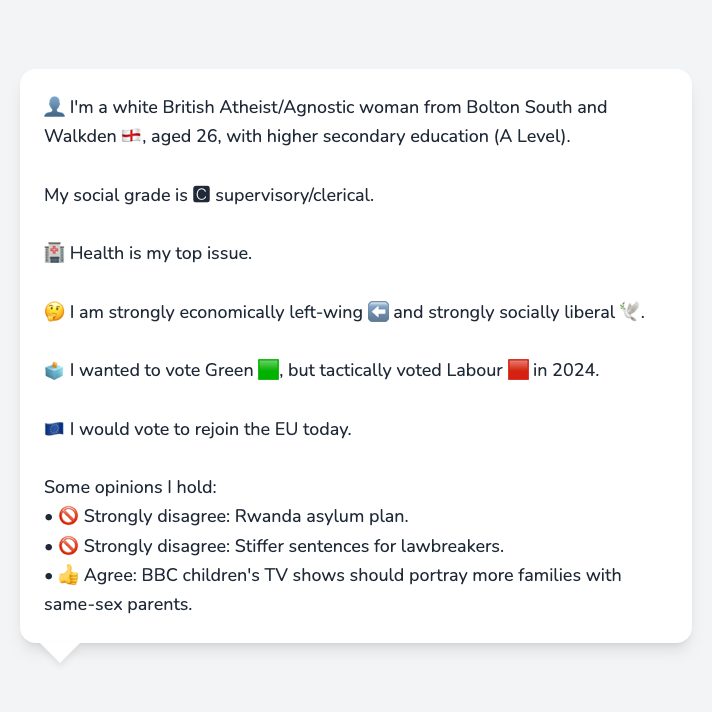 👤 I'm a white British Atheist/Agnostic woman from Bolton South and
Walkden 🏴󠁧󠁢󠁥󠁮󠁧󠁿, aged 26, with higher secondary education (A Level).
My social grade is C supervisory/clerical.
🏥 Health is my top issue.
🤔 I am strongly economically left-wing ⬅️ and strongly socially liberal 🕊️.
🗳️ I wanted to vote Green 🟩, but tactically voted Labour 🟥 in 2024.
🇪🇺 I would vote to rejoin the EU today.
Some opinions I hold:
• 🚫 Strongly disagree: Rwanda asylum plan.
• 🚫 Strongly disagree: Stiffer sentences for lawbreakers.
• 👍 Agree: BBC children's TV shows should portray more families with
same-sex parents.